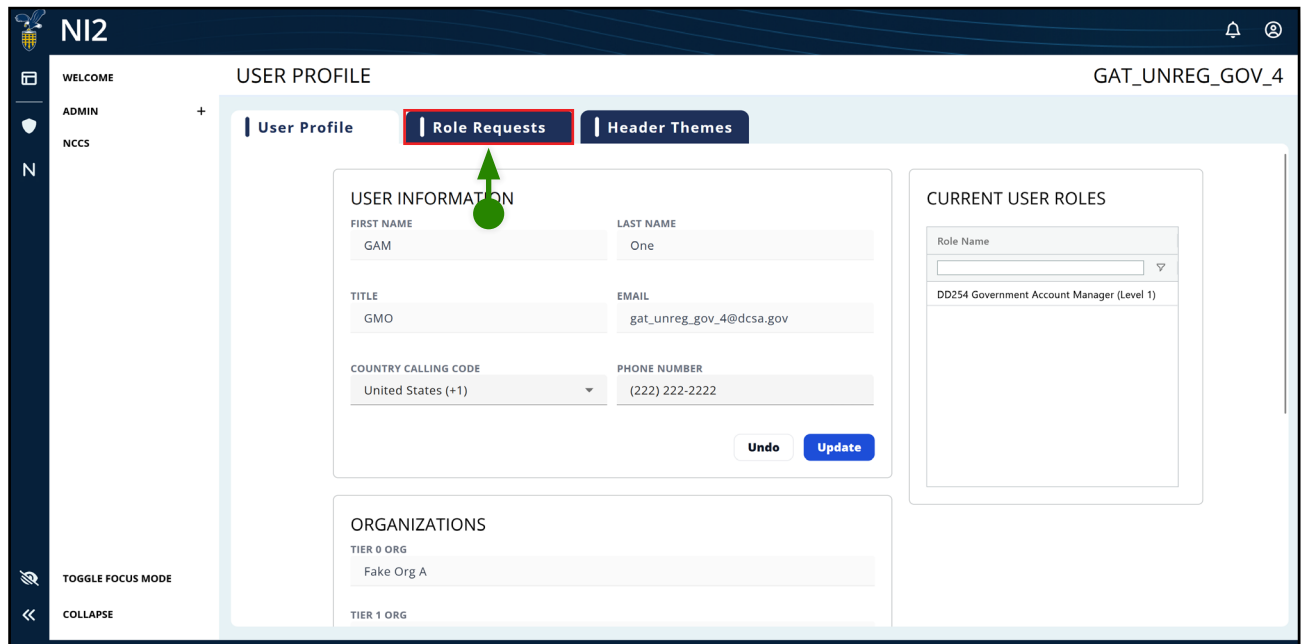 NI2
WELCOME
ADMIN +
NCCS
N
TOGGLE FOCUS MODE
COLLAPSE
USER PROFILE
GAT_UNREG_GOV_4
User Profile
Role Requests
Header Themes
USER INFORMATION
FIRST NAME
GAM
LAST NAME
One
TITLE
GMO
EMAIL
gat_unreg_gov_4@dcsa.gov
COUNTRY CALLING CODE
United States (+1)
PHONE NUMBER
(222) 222-2222
Undo
Update
ORGANIZATIONS
TIER 0 ORG
Fake Org A
TIER 1 ORG
CURRENT USER ROLES
Role Name
DD254 Government Account Manager (Level 1)